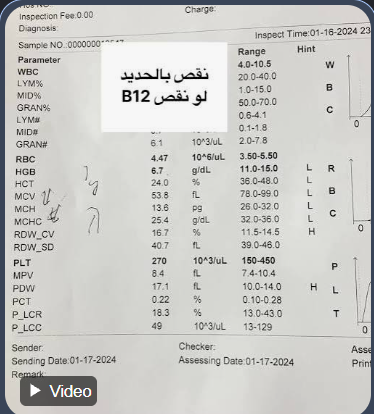 Inspection Fee:0.00
Charge:
Diagnosis:
Inspect Time:01-16-2024 23
Sample NO.:000000
Parameter Range Hint
WBC 4.0-10.5
LYM% 20.0-40.0
MID% 1.0-15.0
GRAN% 50.0-70.0
LYM# 0.6-4.1
MID# 0.1-1.8
GRAN# 6.1 10^3/uL 2.0-7.8
RBC 4.47 10^6/uL 3.50-5.50
HGB 6.7 g/dL 11.0-15.0 L
HCT 24.0 % 36.0-48.0 L
MCV 53.8 fL 78.0-99.0 L
MCH 13.6 pg 26.0-32.0 L
MCHC 25.4 g/dL 32.0-36.0 L
RDW_CV 16.7 % 11.5-14.5 H
RDW_SD 40.7 fL 39.0-46.0
PLT 270 10^3/uL 150-450
MPV 8.4 fL 7.4-10.4
PDW 17.1 fL 10.0-14.0 H
PCT 0.22 % 0.10-0.28
P_LCR 18.3 % 13.0-43.0
P_LCC 49 10^3/uL 13-129
W
B
C
0
R
B
C
0
P
L
T
0
نقص بالحديد
لو نقص B12
Sender:
Checker:
Asse
Sending Date:01-17-2024
Assessing Date:01-17-2024
Print
Remark:
Video